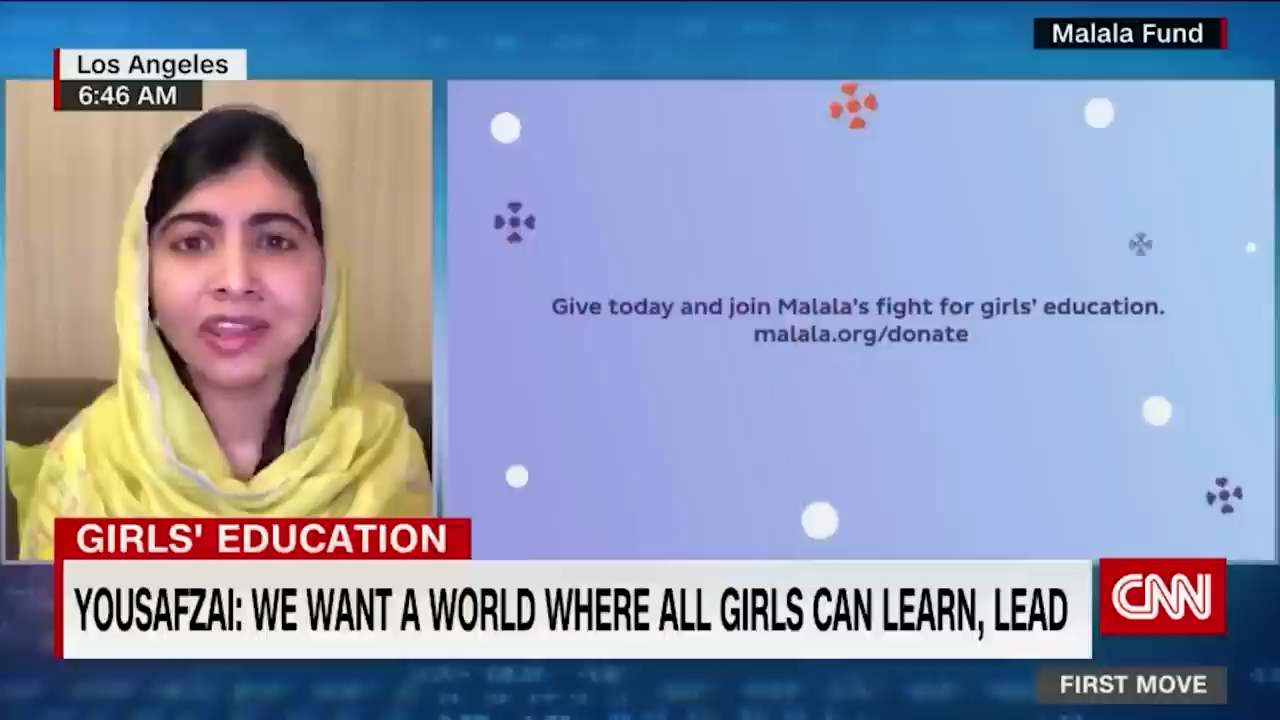 Malala Fund
Los Angeles
6:46 AM
Give today and join Malala's fight for girls' education.
malala.org/donate
GIRLS' EDUCATION
YOUSAFZAI: WE WANT A WORLD WHERE ALL GIRLS CAN LEARN, LEAD
CNN
FIRST MOVE